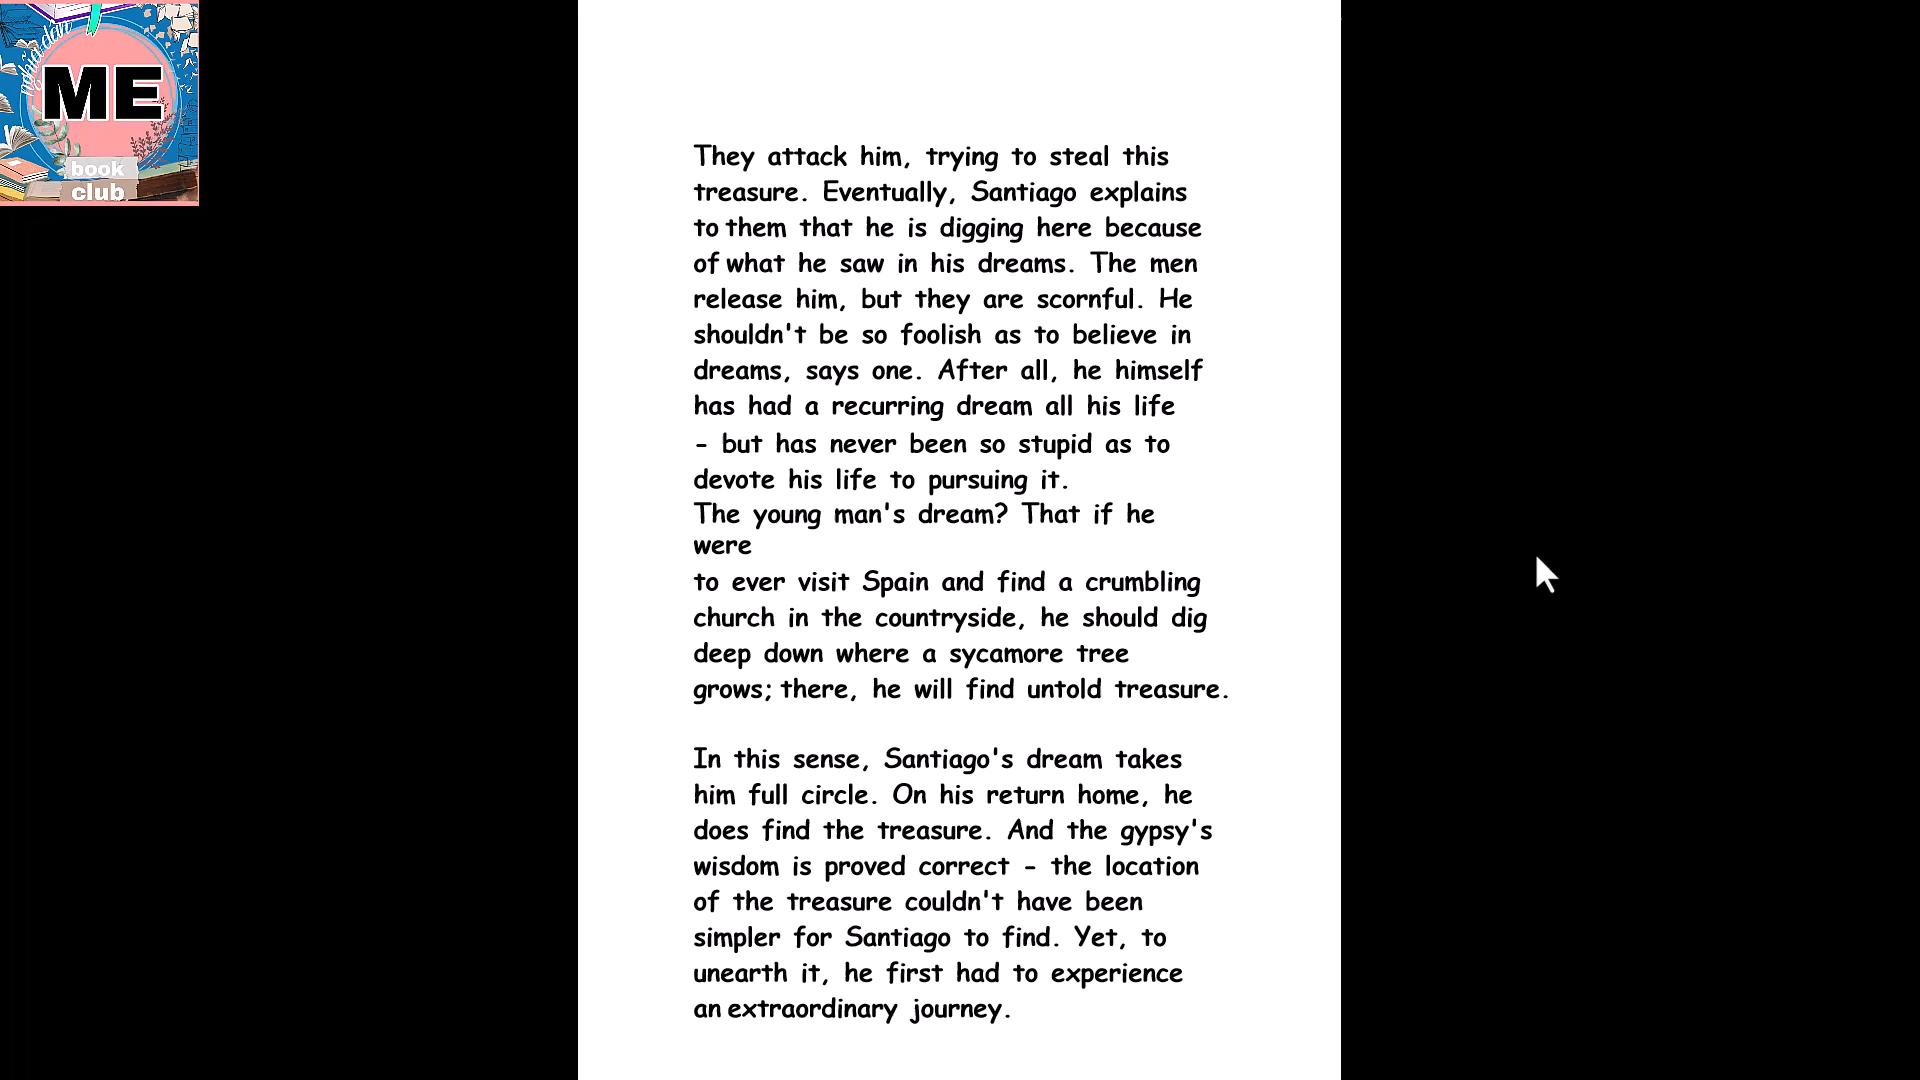 nghia dan
ME
book
club
They attack him, trying to steal this
treasure. Eventually, Santiago explains
to them that he is digging here because
of what he saw in his dreams. The men
release him, but they are scornful. He
shouldn't be so foolish as to believe in
dreams, says one. After all, he himself
has had a recurring dream all his life
- but has never been so stupid as to
devote his life to pursuing it.
The young man's dream? That if he
were
to ever visit Spain and find a crumbling
church in the countryside, he should dig
deep down where a sycamore tree
grows; there, he will find untold treasure.
In this sense, Santiago's dream takes
him full circle. On his return home, he
does find the treasure. And the gypsy's
wisdom is proved correct - the location
of the treasure couldn't have been
simpler for Santiago to find. Yet, to
unearth it, he first had to experience
an extraordinary journey.